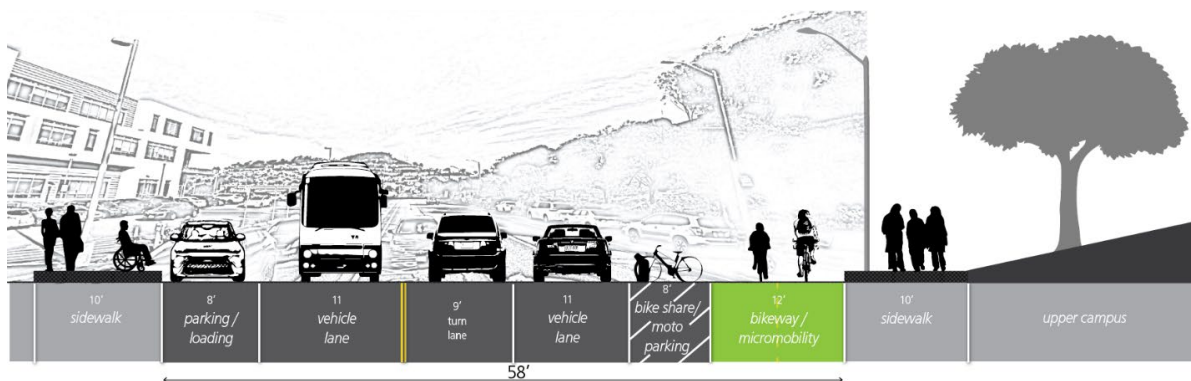 10'
sidewalk
8'
parking /
loading
11
vehicle
lane
9'
turn
lane
11
vehicle
lane
8'
bike share/
moto
parking
12'
bikeway /
micromobility
10'
sidewalk
upper campus
58'